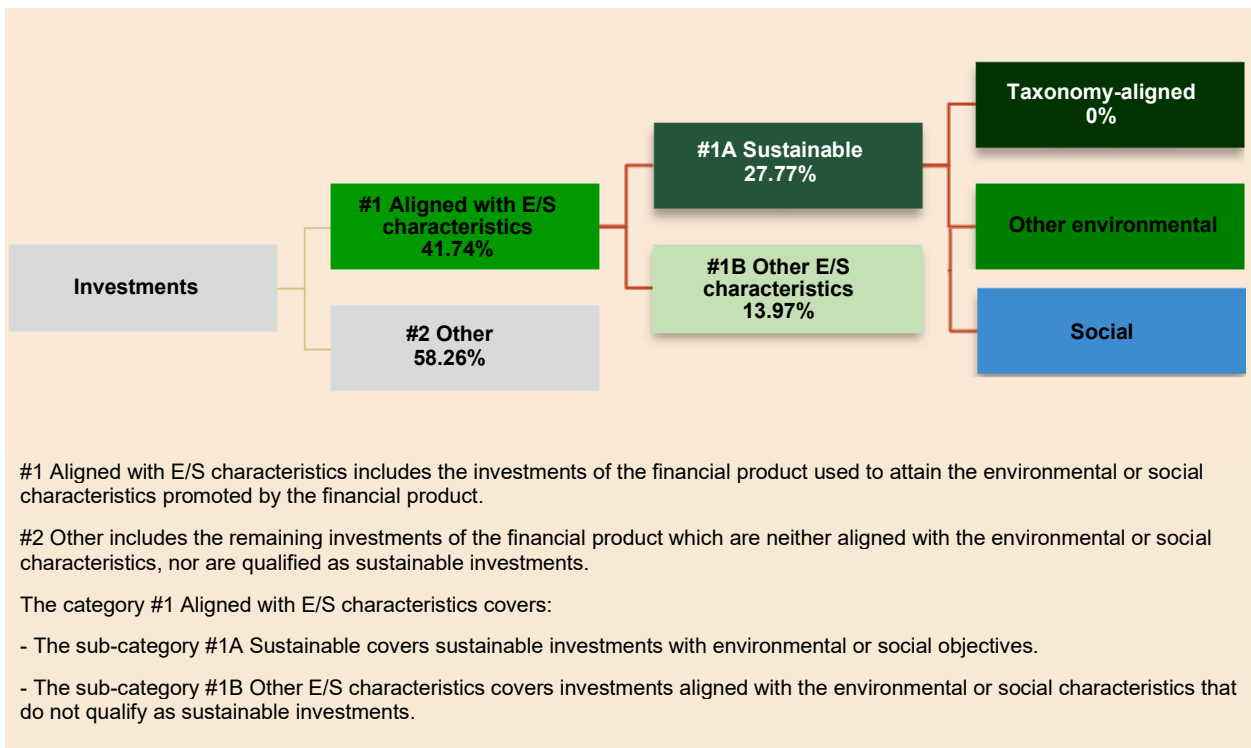 Investments
#1 Aligned with E/S
characteristics
41.74%
#2 Other
58.26%
#1A Sustainable
27.77%
#1B Other E/S
characteristics
13.97%
Taxonomy-aligned
0%
Other environmental
Social
#1 Aligned with E/S characteristics includes the investments of the financial product used to attain the environmental or social
characteristics promoted by the financial product.
#2 Other includes the remaining investments of the financial product which are neither aligned with the environmental or social
characteristics, nor are qualified as sustainable investments.
The category #1 Aligned with E/S characteristics covers:
- The sub-category #1A Sustainable covers sustainable investments with environmental or social objectives.
- The sub-category #1B Other E/S characteristics covers investments aligned with the environmental or social characteristics that
do not qualify as sustainable investments.